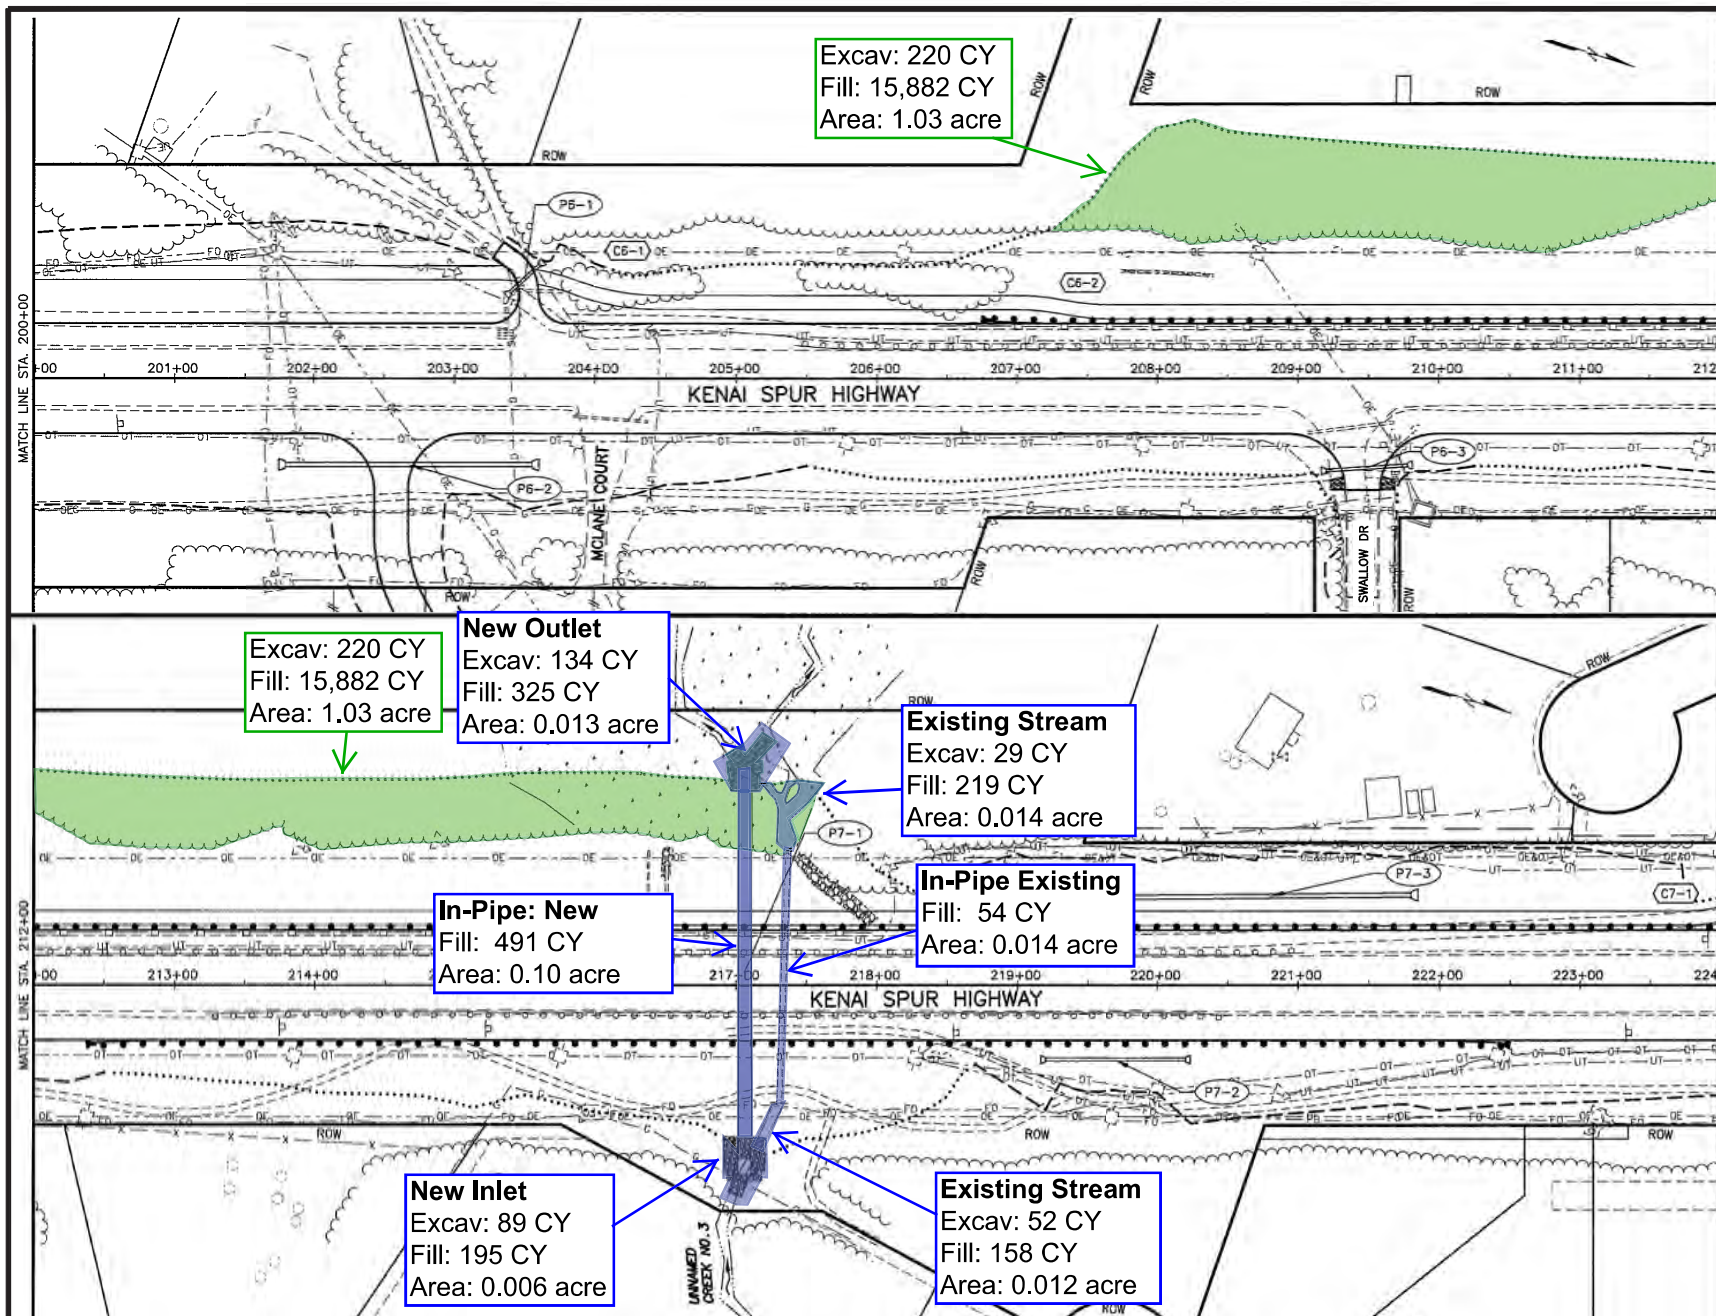 Excav: 220 CY
Fill: 15,882 CY
Area: 1.03 acre
ROW
ROW
ROW
ROW
P6-1
C6-1
C6-2
MATCH LINE STA. 200+00
+00
201+00
202+00
203+00
204+00
205+00
206+00
207+00
208+00
209+00
210+00
211+00
212
KENAI SPUR HIGHWAY
P6-2
MCLANE COURT
P6-3
SWALLOW DR
ROW
ROW
ROW
New Outlet
Excav: 134 CY
Fill: 325 CY
Area: 0.013 acre
Excav: 220 CY
Fill: 15,882 CY
Area: 1.03 acre
ROW
ROW
Existing Stream
Excav: 29 CY
Fill: 219 CY
Area: 0.014 acre
P7-1
In-Pipe Existing
Fill: 54 CY
Area: 0.014 acre
P7-3
C7-1
In-Pipe: New
Fill: 491 CY
Area: 0.10 acre
MATCH LINE STA. 212+00
0+00
213+00
214+00
217+00
218+00
219+00
220+00
221+00
222+00
223+00
224
KENAI SPUR HIGHWAY
P7-2
ROW
ROW
ROW
New Inlet
Excav: 89 CY
Fill: 195 CY
Area: 0.006 acre
UNNAMED
CREEK NO.3
Existing Stream
Excav: 52 CY
Fill: 158 CY
Area: 0.012 acre
ROW